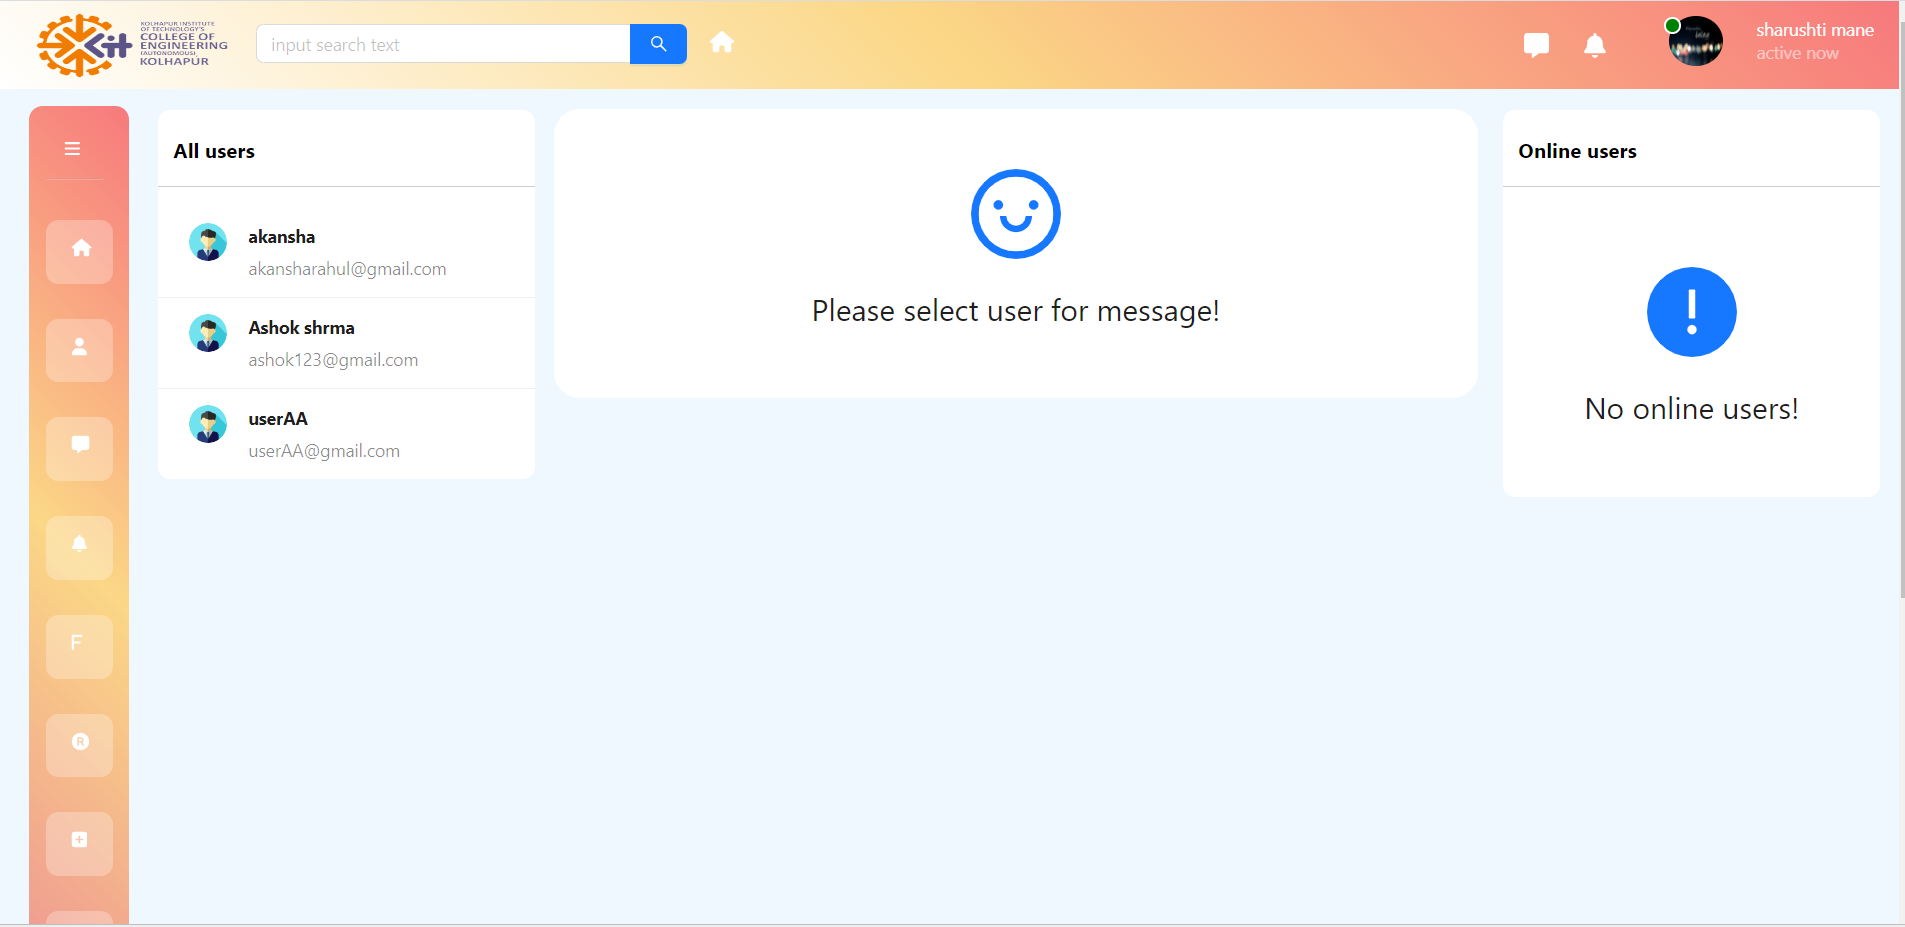 KOLHAPUR INSTITUTE
OF TECHNOLOGY'S
COLLEGE OF
ENGINEERING
(AUTONOMOUS),
KOLHAPUR
input search text
sharushti mane
active now
All users
akansha
akansharahul@gmail.com
Ashok shrma
ashok123@gmail.com
userAA
userAA@gmail.com
Please select user for message!
Online users
No online users!
F
R